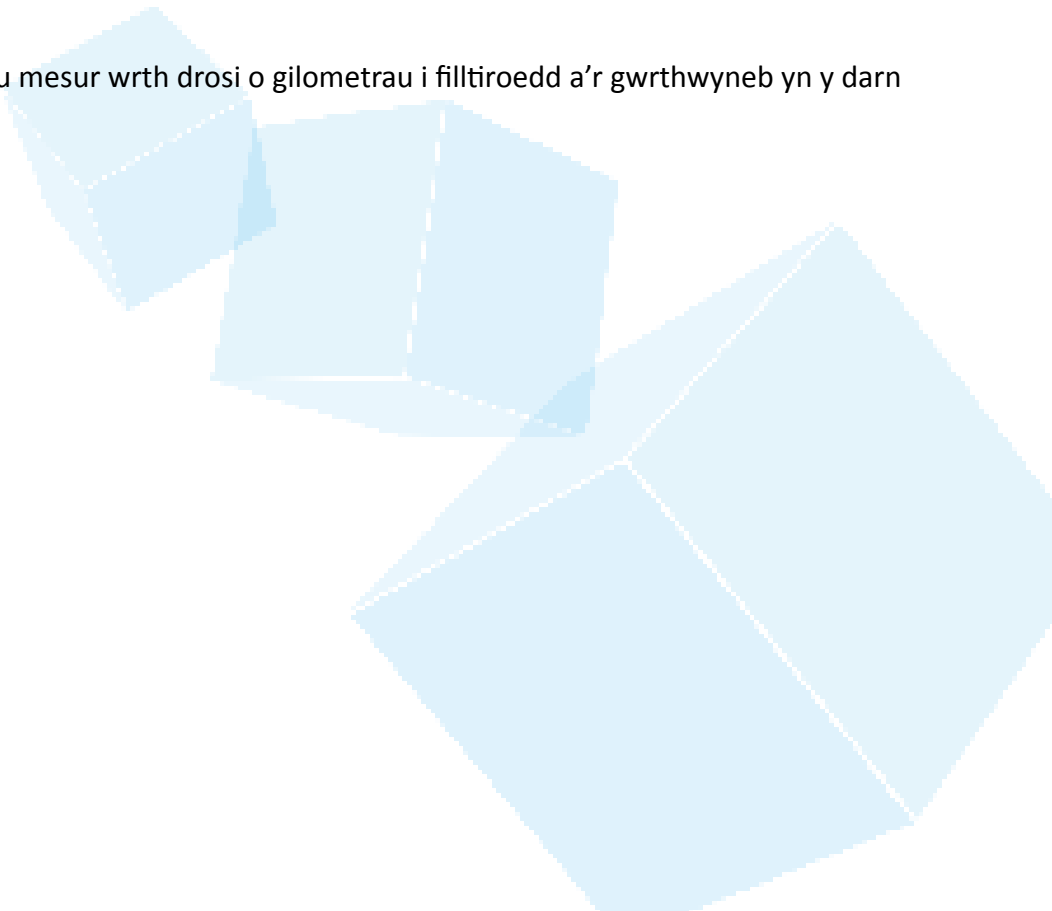 u mesur wrth drosi o gilometrau i filltiroedd a’r gwrthwyneb yn y darn